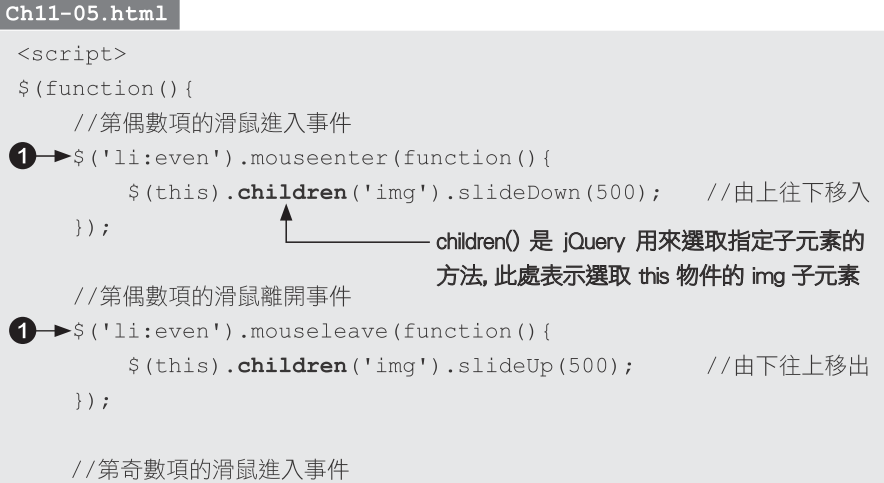 Ch11-05.html
<script>
$(function(){
//第偶數項的滑鼠進入事件
❶$('li:even').mouseenter(function(){
$(this).children('img').slideDown(500); //由上往下移入
});
children() 是 jQuery 用來選取指定子元素的
方法, 此處表示選取 this 物件的 img 子元素
//第偶數項的滑鼠離開事件
❶$('li:even').mouseleave(function(){
$(this).children('img').slideUp(500); //由下往上移出
});
//第奇數項的滑鼠進入事件